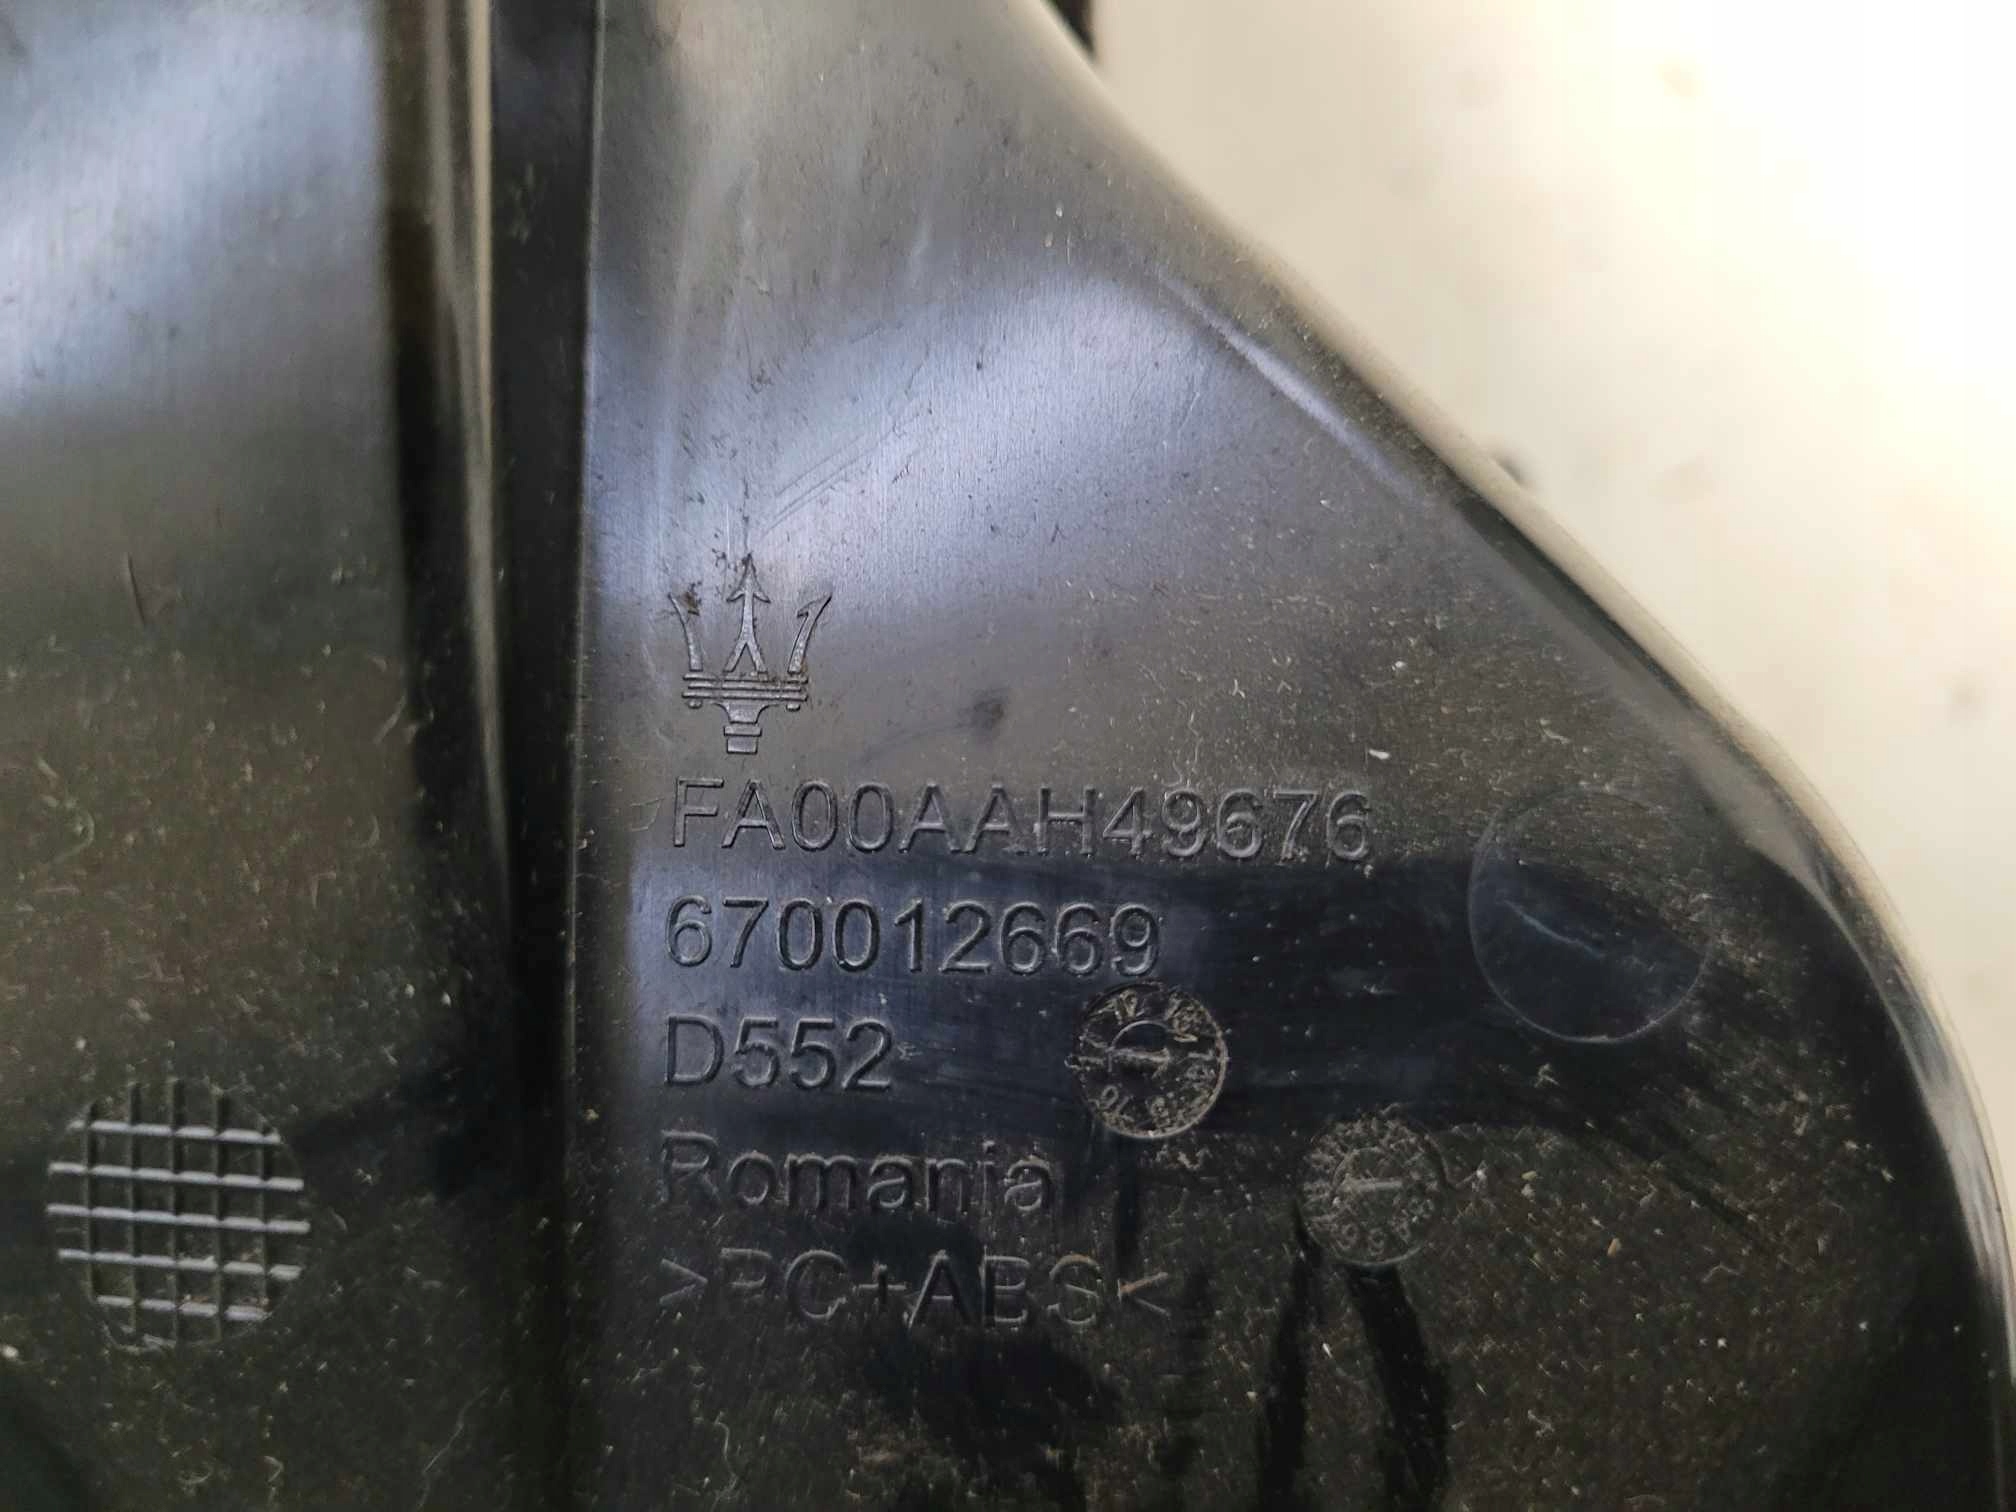 FA00AAH49676
670012669
D552
Romania
>PC+ABS<